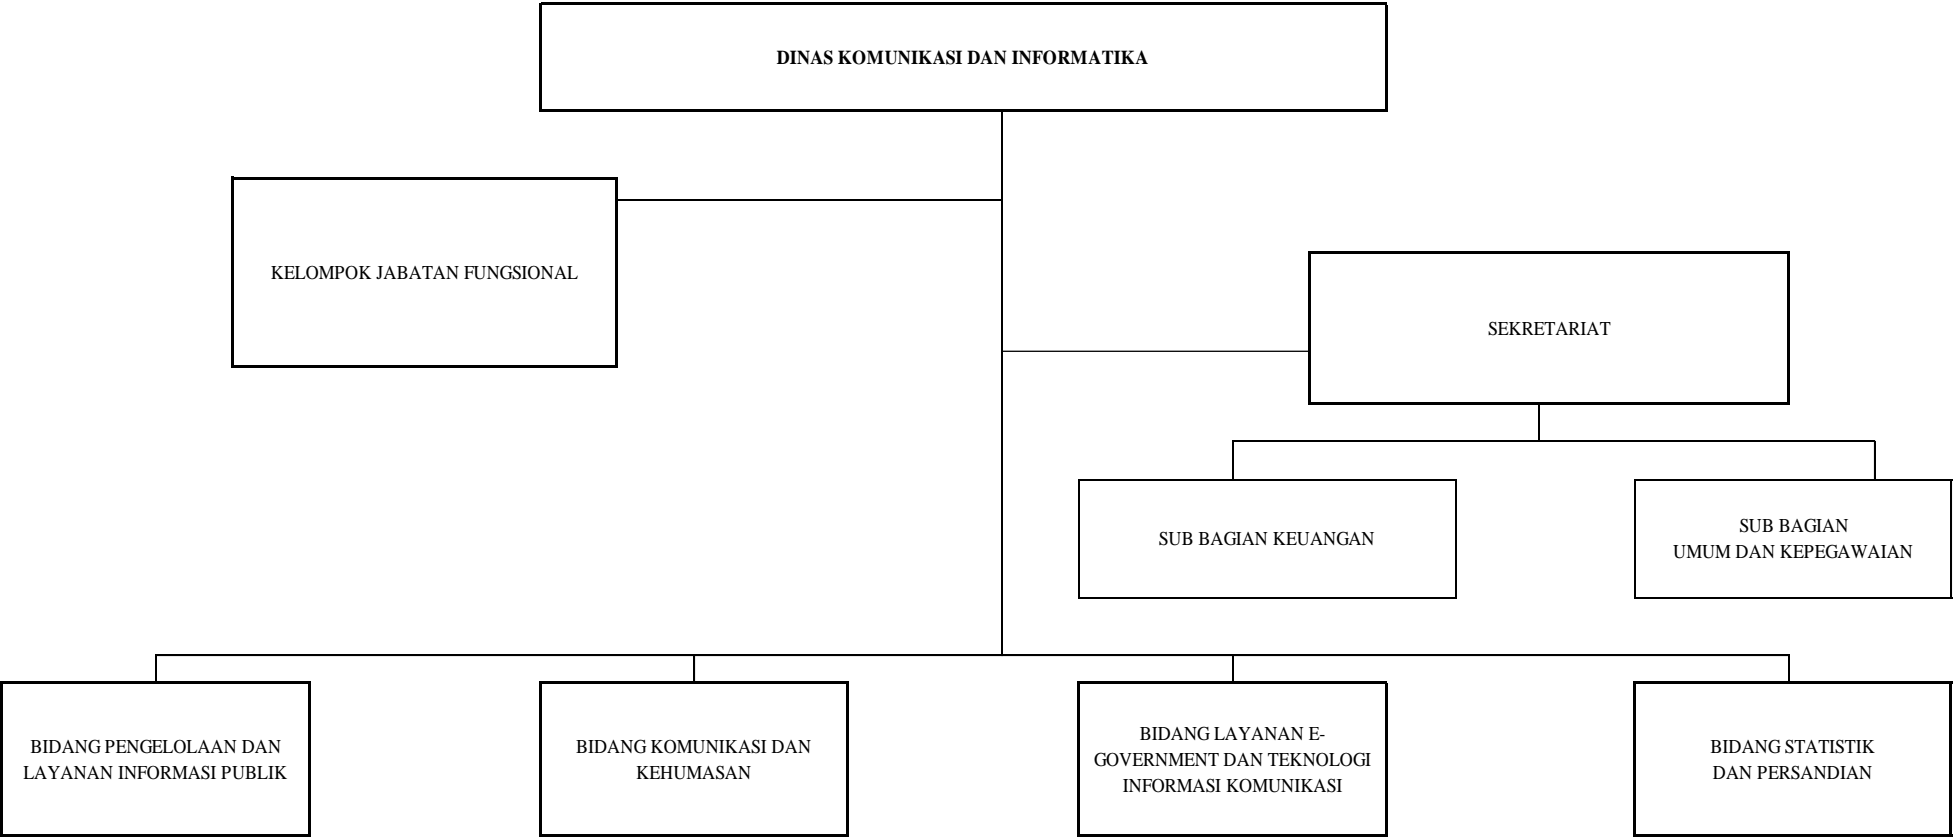 DINAS KOMUNIKASI DAN INFORMATIKA
KELOMPOK JABATAN FUNGSIONAL
SEKRETARIAT
SUB BAGIAN KEUANGAN
SUB BAGIAN
UMUM DAN KEPEGAWAIAN
BIDANG PENGELOLAAN DAN
LAYANAN INFORMASI PUBLIK
BIDANG KOMUNIKASI DAN
KEHUMASAN
BIDANG LAYANAN E-
GOVERNMENT DAN TEKNOLOGI
INFORMASI KOMUNIKASI
BIDANG STATISTIK
DAN PERSANDIAN